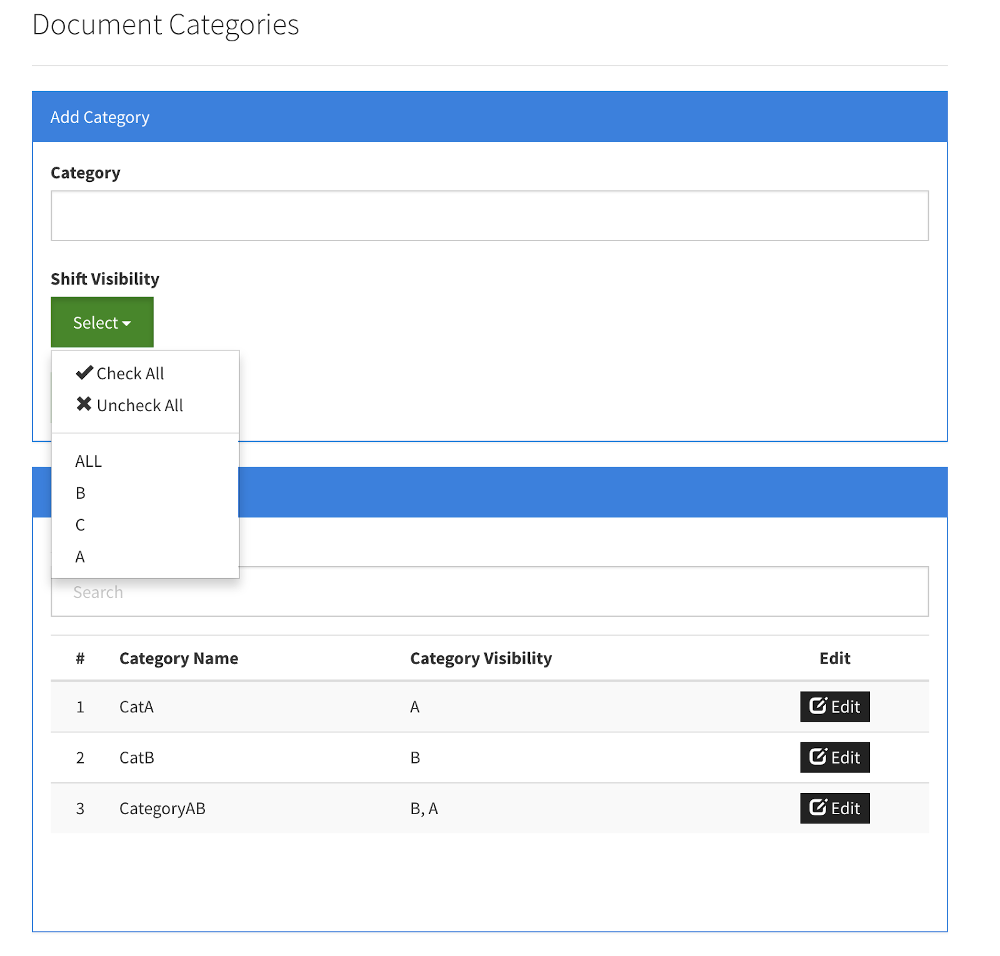 Document Categories
Add Category
Category
Shift Visibility
Select
Check All
Uncheck All
ALL
B
C
A
Search
# Category Name Category Visibility Edit
1 CatA A Edit
2 CatB B Edit
3 CategoryAB B, A Edit